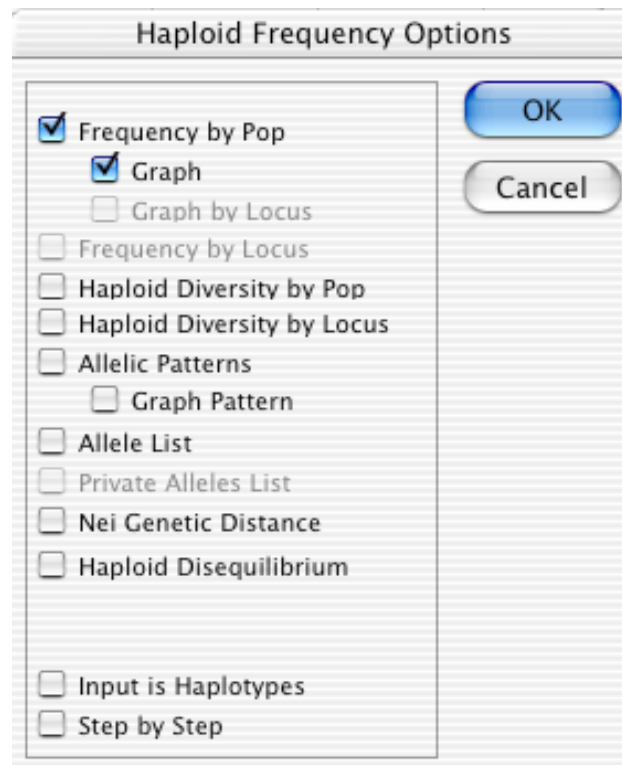 Haploid Frequency Options
OK
Cancel
Frequency by Pop
Graph
Graph by Locus
Frequency by Locus
Haploid Diversity by Pop
Haploid Diversity by Locus
Allelic Patterns
Graph Pattern
Allele List
Private Alleles List
Nei Genetic Distance
Haploid Disequilibrium
Input is Haplotypes
Step by Step